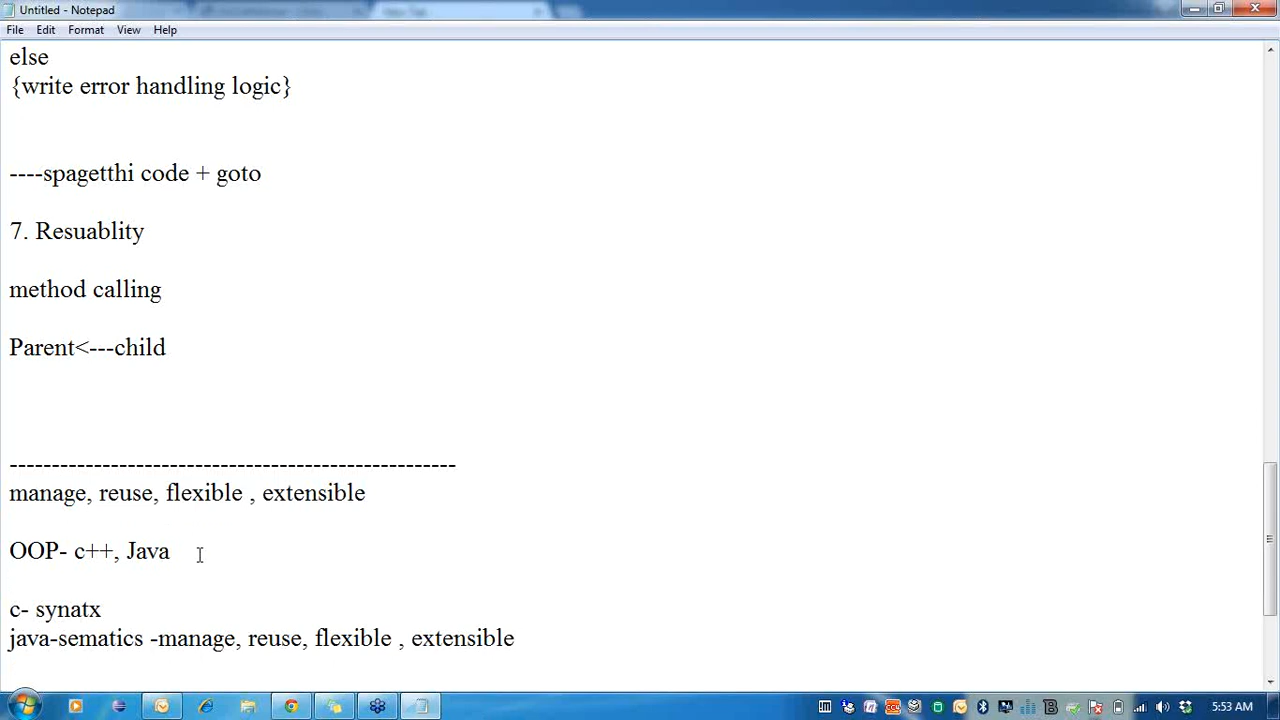 Untitled - Notepad
File Edit Format View Help
else
{write error handling logic}
----spagetthi code + goto
7. Resuablity
method calling
Parent<---child
-----------------------------------------------------
manage, reuse, flexible , extensible
OOP- c++, Java
c- synatx
java-sematics -manage, reuse, flexible , extensible
5:53 AM